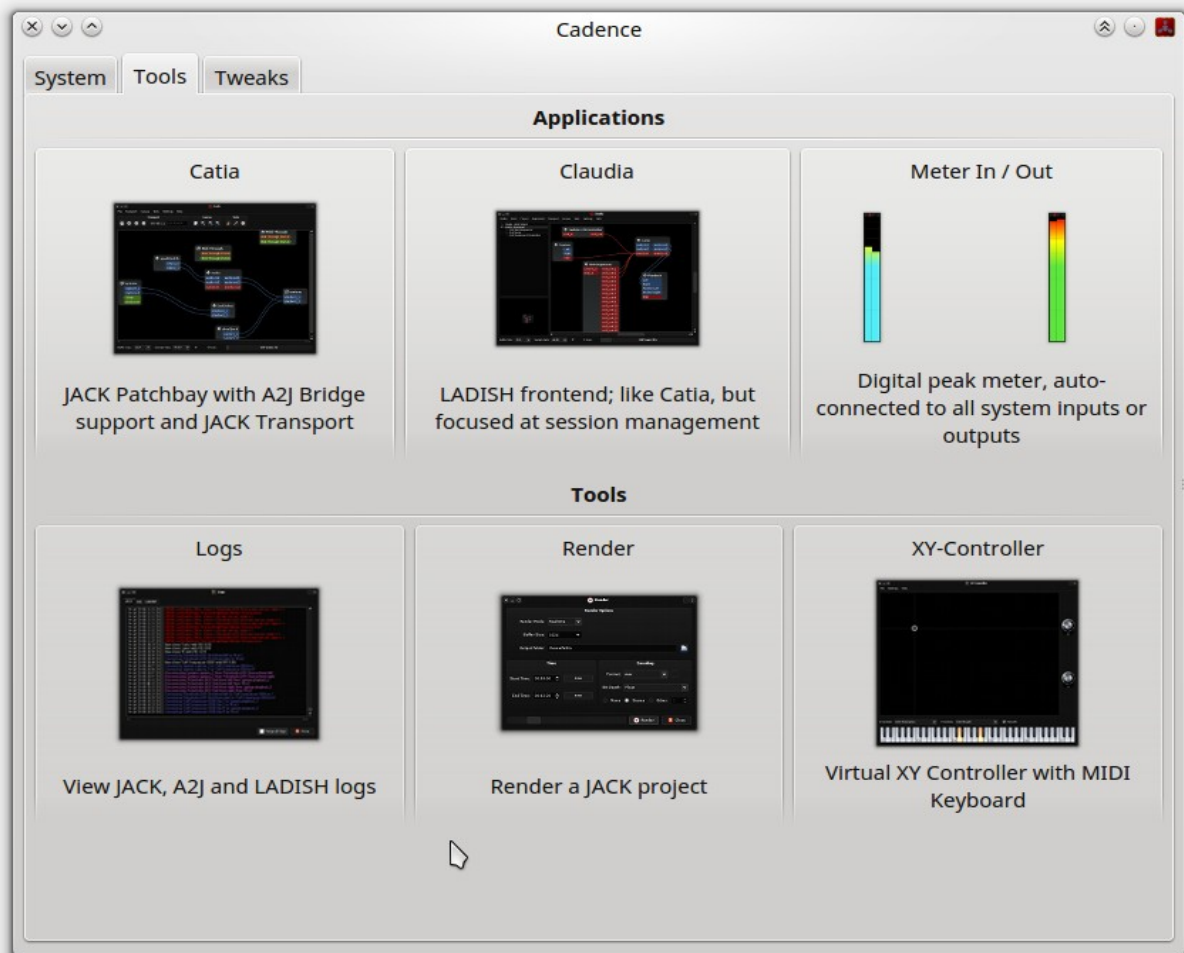 Cadence
System Tools Tweaks
Applications
Catia
JACK Patchbay with A2J Bridge
support and JACK Transport
Claudia
LADISH frontend; like Catia, but
focused at session management
Meter In / Out
Digital peak meter, auto-
connected to all system inputs or
outputs
Tools
Logs
View JACK, A2J and LADISH logs
Render
Render a JACK project
XY-Controller
Virtual XY Controller with MIDI
Keyboard